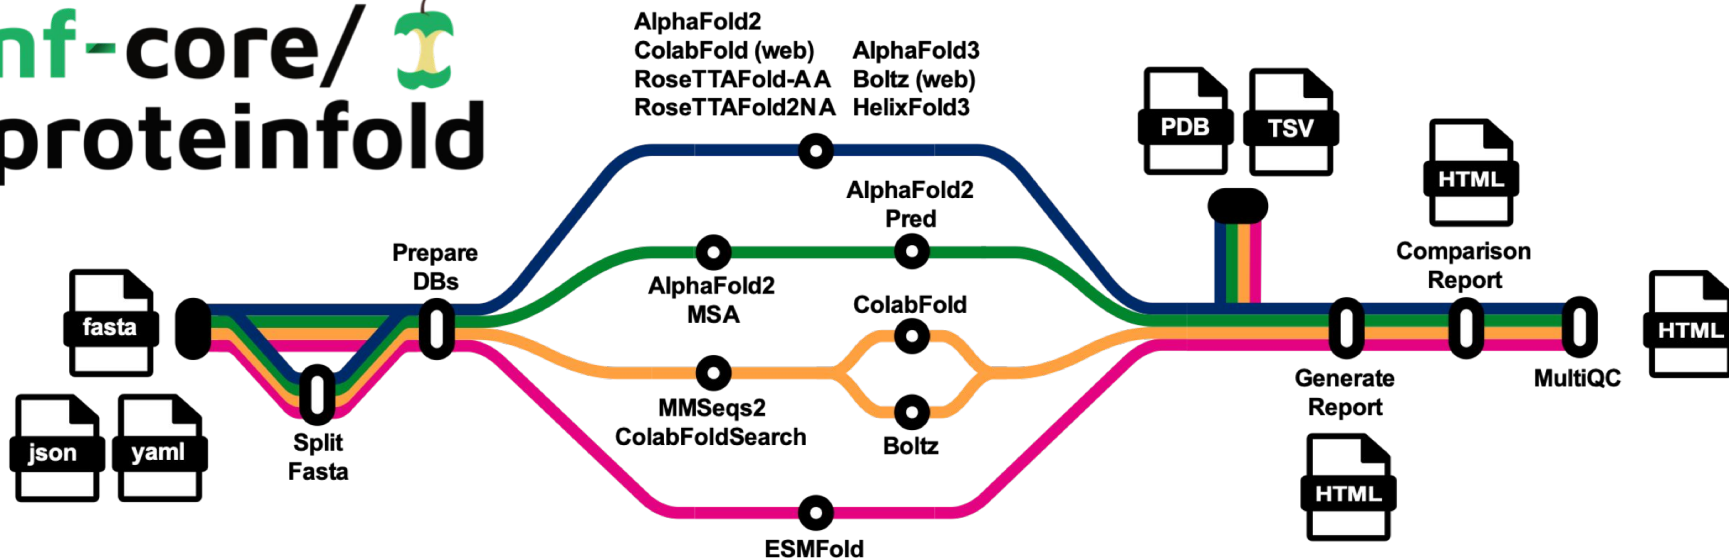 nf-core/
proteinfold
AlphaFold2
ColabFold (web)
RoseTTAFold-AA
RoseTTAFold2NA
AlphaFold3
Boltz (web)
HelixFold3
PDB
TSV
HTML
AlphaFold2
Pred
Prepare
DBs
Comparison
Report
fasta
AlphaFold2
MSA
ColabFold
HTML
json
yaml
Split
Fasta
MMSeqs2
ColabFoldSearch
Boltz
Generate
Report
MultiQC
HTML
ESMFold